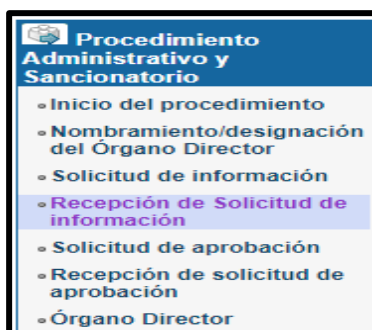 Procedimiento
Administrativo y
Sancionatorio
Inicio del procedimiento
Nombramiento/designación
del Órgano Director
Solicitud de información
Recepción de Solicitud de
información
Solicitud de aprobación
Recepción de solicitud de
aprobación
Órgano Director